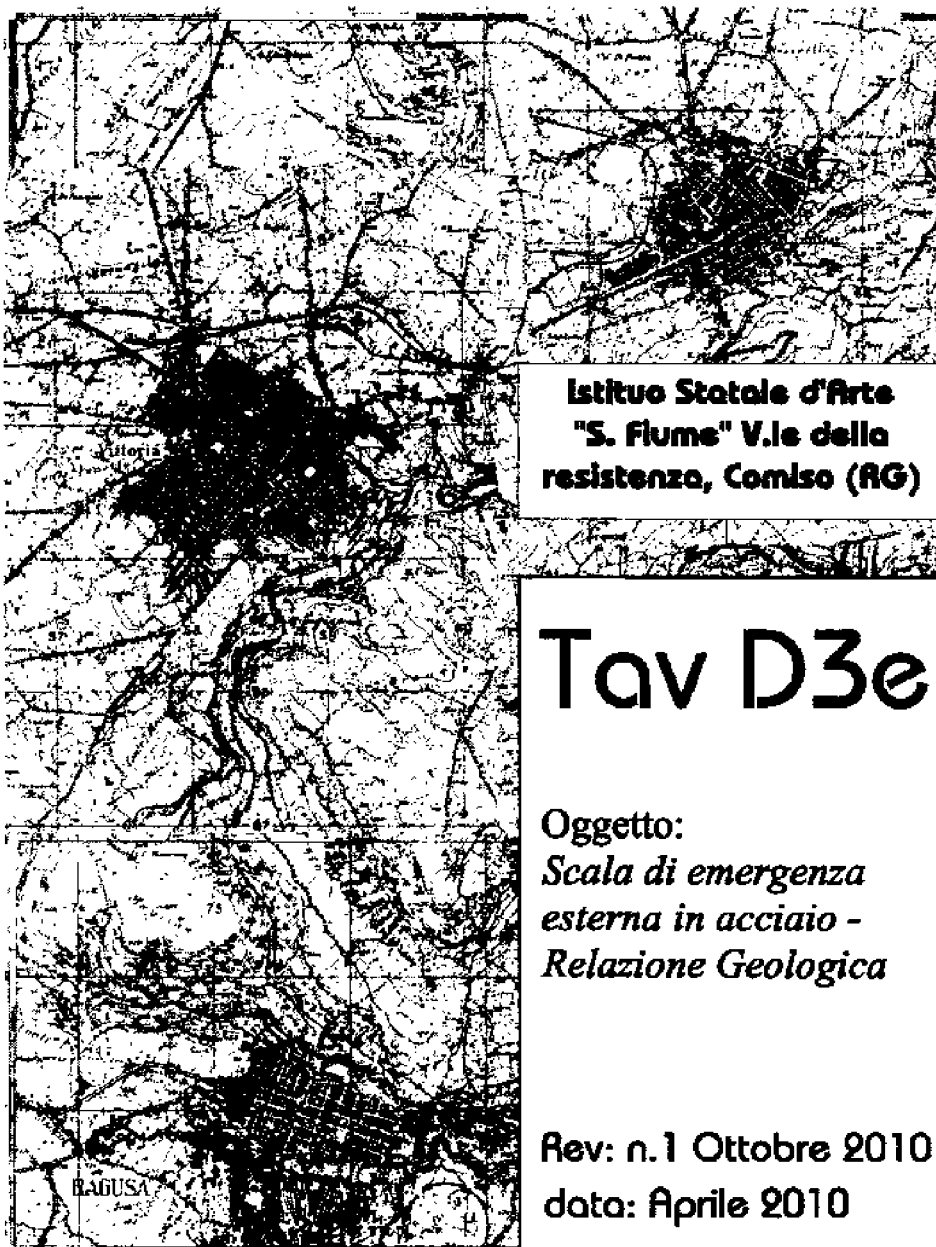 Istituo Statale d'Arte
"S. Fiume" V.le della
resistenza, Comiso (RG)
Vittoria
Tav D3e
Oggetto:
Scala di emergenza
esterna in acciaio -
Relazione Geologica
Rev: n.1 Ottobre 2010
data: Aprile 2010
RAGUSA
75